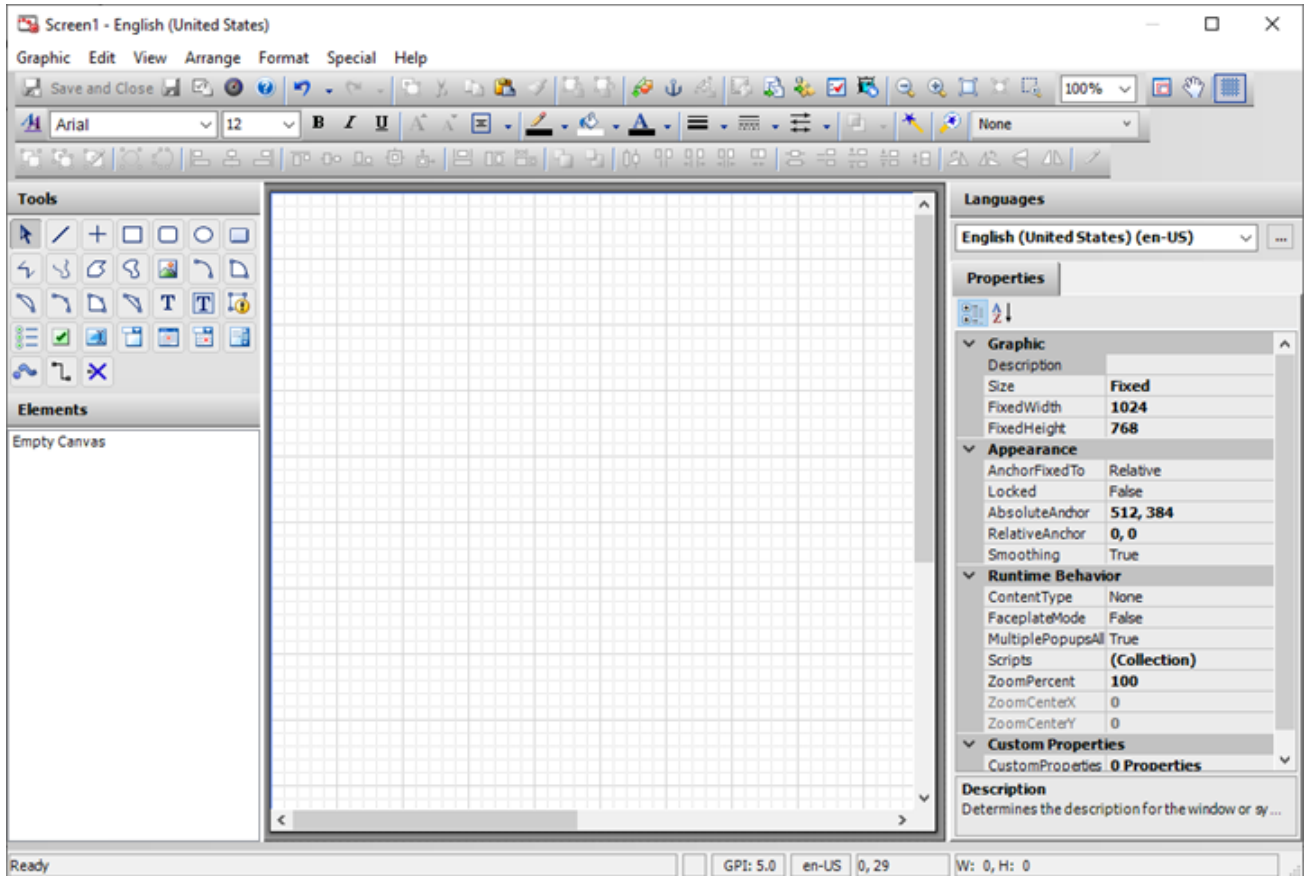 Screen1 - English (United States)
Graphic Edit View Arrange Format Special Help
Save and Close 100%
Arial 12 B I U A A A None
Tools
T T
Elements
Empty Canvas
Languages
English (United States) (en-US) ...
Properties
Graphic
Description
Size Fixed
FixedWidth 1024
FixedHeight 768
Appearance
AnchorFixedTo Relative
Locked False
AbsoluteAnchor 512, 384
RelativeAnchor 0, 0
Smoothing True
Runtime Behavior
ContentType None
FaceplateMode False
MultiplePopupsAll True
Scripts (Collection)
ZoomPercent 100
ZoomCenterX 0
ZoomCenterY 0
Custom Properties
CustomProperties 0 Properties
Description
Determines the description for the window or sy...
Ready GPI: 5.0 en-US 0, 29 W: 0, H: 0